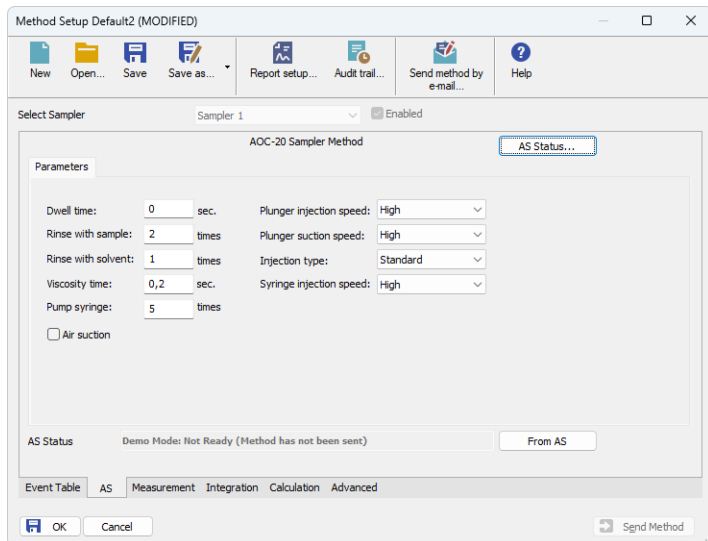 Method Setup Default2 (MODIFIED)
New Open... Save Save as... Report setup... Audit trail... Send method by e-mail... Help
Select Sampler Sampler 1 Enabled
AOC-20 Sampler Method AS Status...
Parameters
Dwell time: 0 sec. Plunger injection speed: High
Rinse with sample: 2 times Plunger suction speed: High
Rinse with solvent: 1 times Injection type: Standard
Viscosity time: 0,2 sec. Syringe injection speed: High
Pump syringe: 5 times
Air suction
AS Status Demo Mode: Not Ready (Method has not been sent) From AS
Event Table AS Measurement Integration Calculation Advanced
OK Cancel Send Method